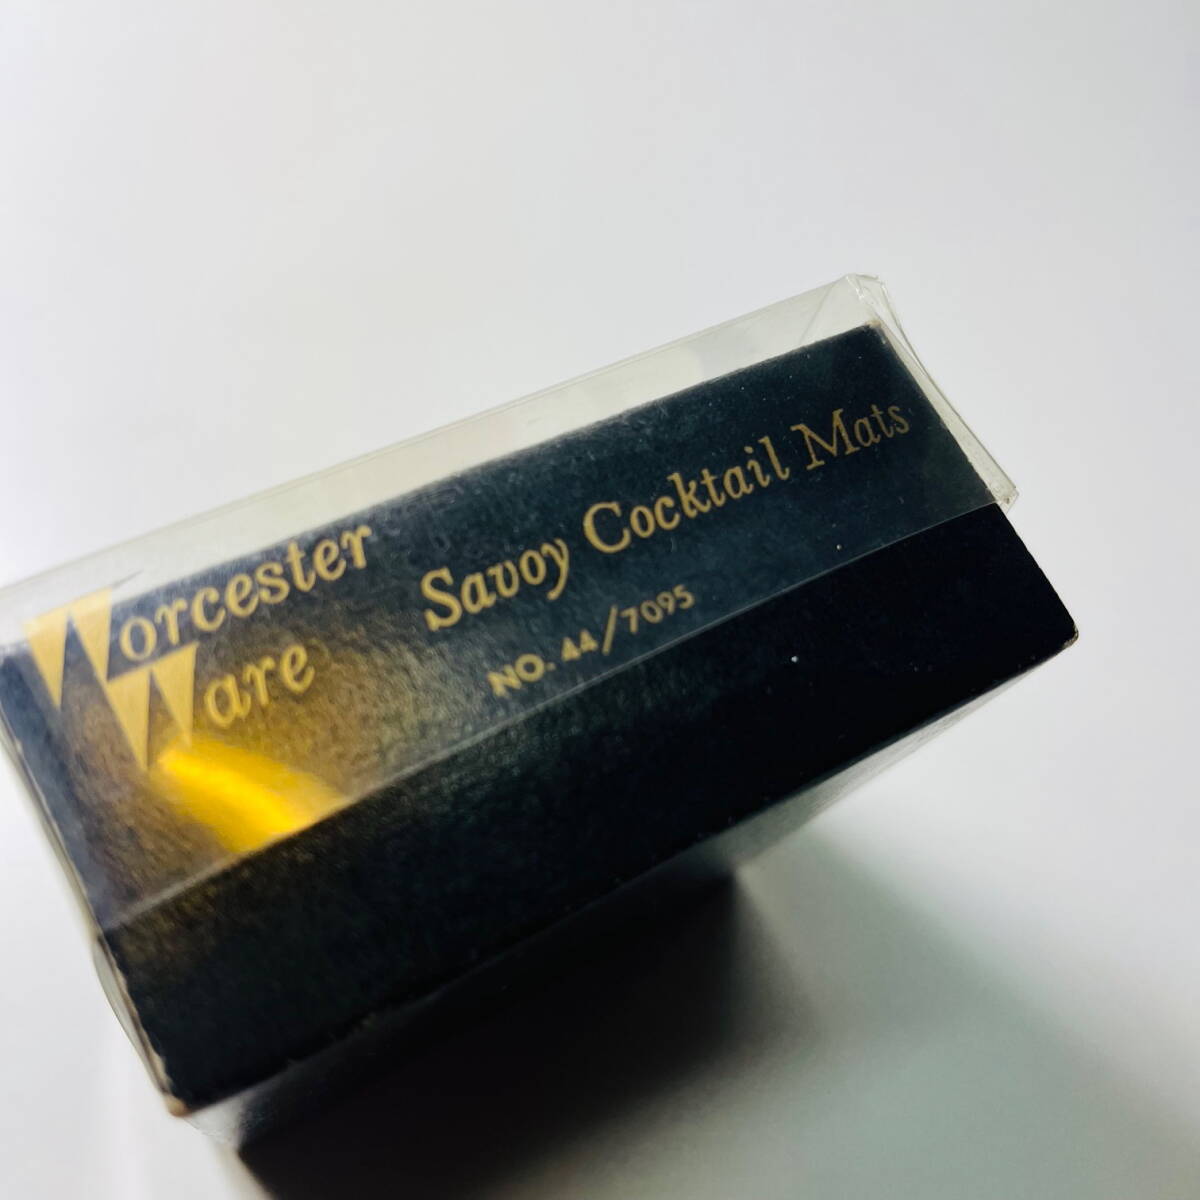 Worcester
Ware
Savoy Cocktail Mats
NO. 44/7095